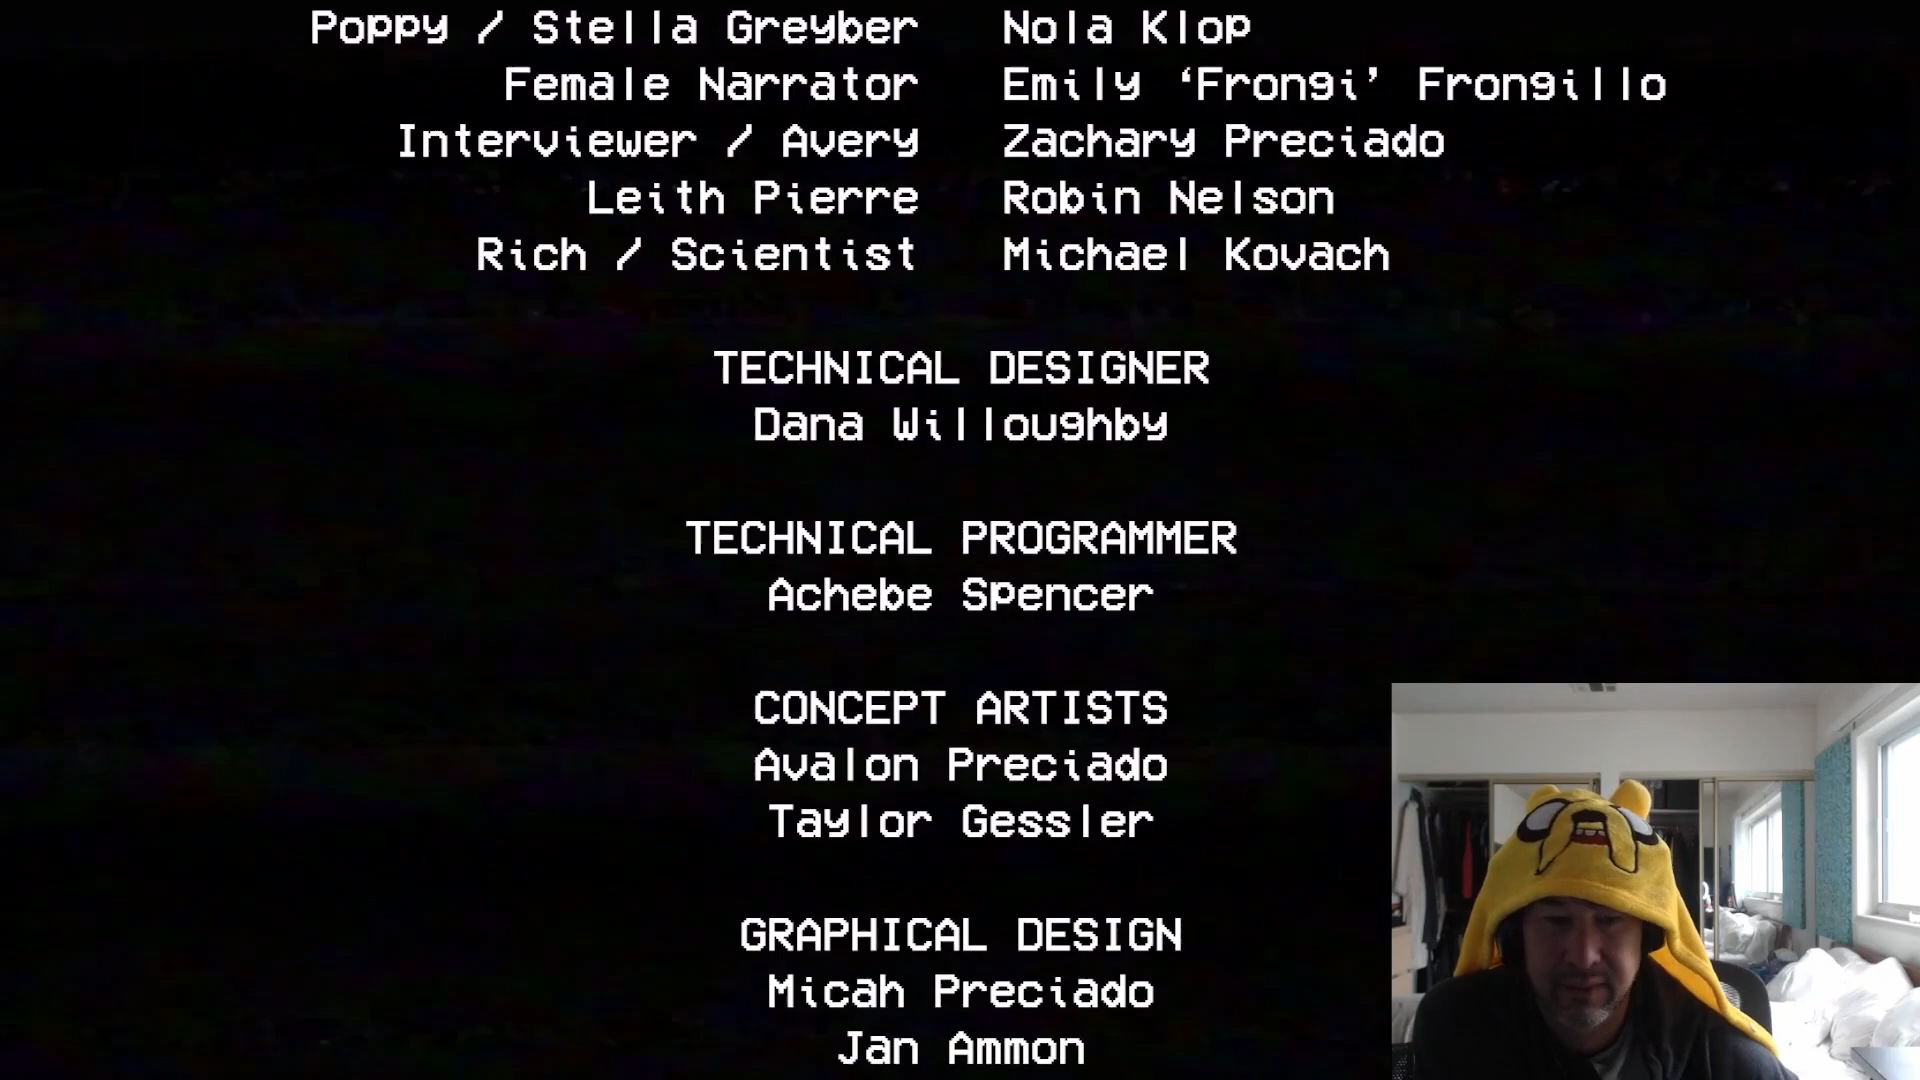 Poppy / Stella Greyber Nola Klop
Female Narrator Emily ‘Frongi’ Frongillo
Interviewer / Avery Zachary Preciado
Leith Pierre Robin Nelson
Rich / Scientist Michael Kovach
TECHNICAL DESIGNER
Dana Willoughby
TECHNICAL PROGRAMMER
Achebe Spencer
CONCEPT ARTISTS
Avalon Preciado
Taylor Gessler
GRAPHICAL DESIGN
Micah Preciado
Jan Ammon